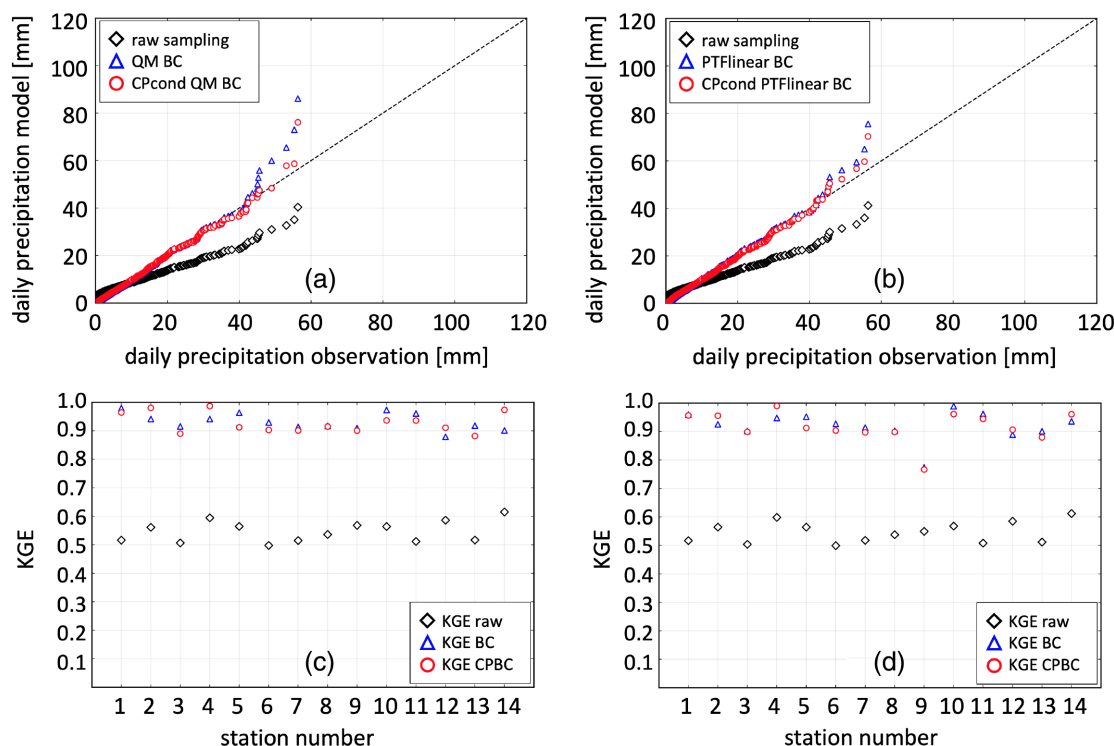 120
100
80
60
40
20
0
daily precipitation model [mm]
raw sampling
QM BC
CPcond QM BC
(a)
0 20 40 60 80 100 120
daily precipitation observation [mm]
120
100
80
60
40
20
0
daily precipitation model [mm]
raw sampling
PTFlinear BC
CPcond PTFlinear BC
(b)
0 20 40 60 80 100 120
daily precipitation observation [mm]
1.0
0.9
0.8
0.7
0.6
0.5
0.4
0.3
0.2
0.1
KGE
KGE raw
KGE BC
KGE CPBC
(c)
1 2 3 4 5 6 7 8 9 10 11 12 13 14
station number
1.0
0.9
0.8
0.7
0.6
0.5
0.4
0.3
0.2
0.1
KGE
KGE raw
KGE BC
KGE CPBC
(d)
1 2 3 4 5 6 7 8 9 10 11 12 13 14
station number